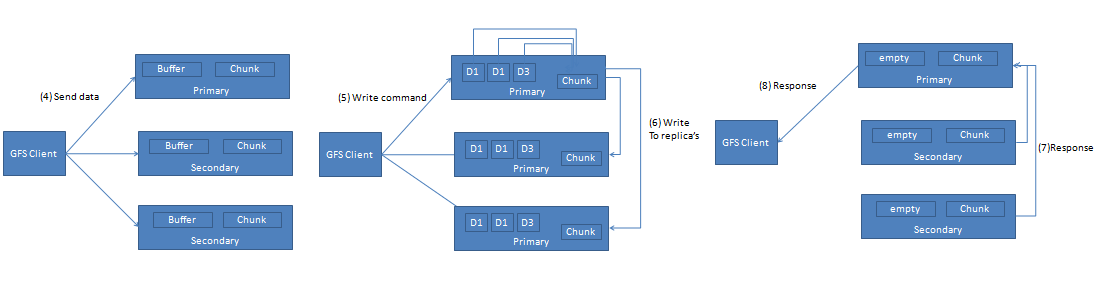 (4) Send data
GFS Client
Buffer
Chunk
Primary
Buffer
Chunk
Secondary
Buffer
Chunk
Secondary
(5) Write command
GFS Client
D1
D1
D3
Chunk
Primary
D1
D1
D3
Chunk
Primary
D1
D1
D3
Chunk
Primary
(6) Write
To replica's
(8) Response
GFS Client
empty
Chunk
Primary
empty
Chunk
Secondary
empty
Chunk
Secondary
(7)Response